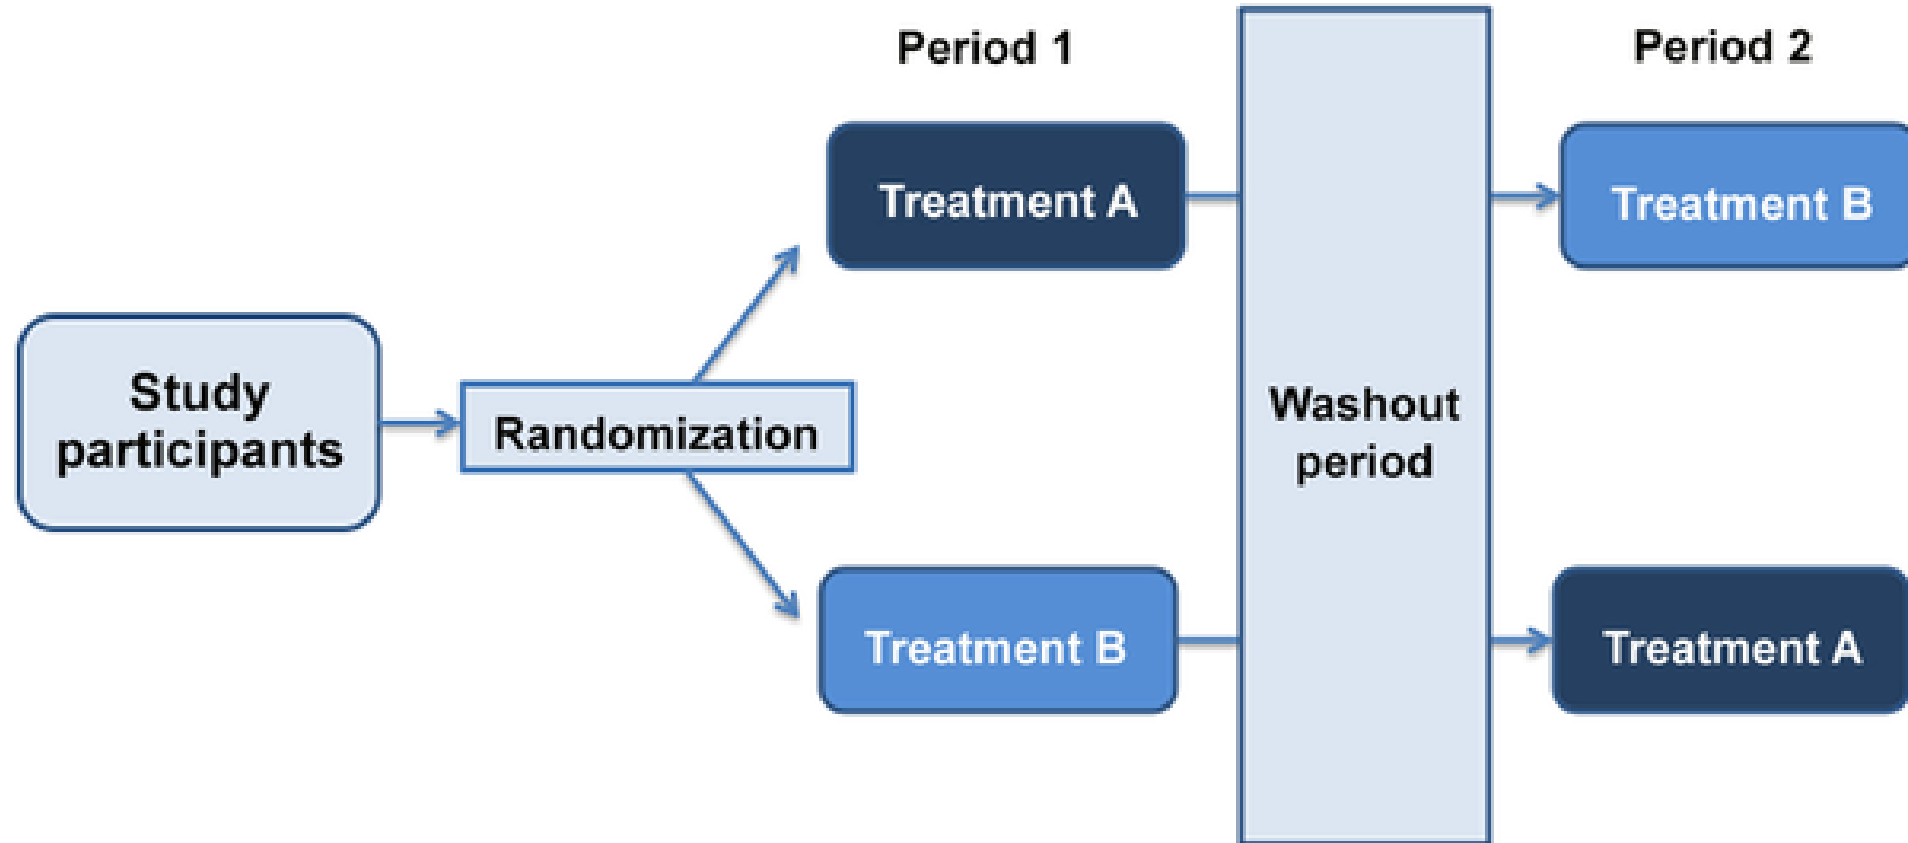 Period 1
Period 2
Treatment A
Treatment B
Study
participants
Randomization
Washout
period
Treatment B
Treatment A